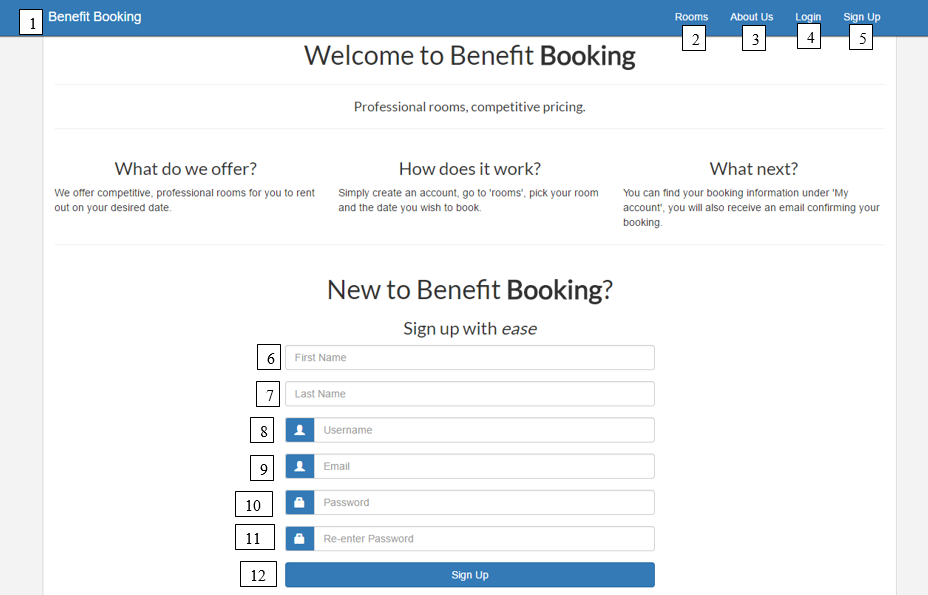 Benefit Booking
Rooms About Us Login Sign Up
1
2 3 4 5
Welcome to Benefit Booking
Professional rooms, competitive pricing.
What do we offer?
We offer competitive, professional rooms for you to rent
out on your desired date.
How does it work?
Simply create an account, go to 'rooms', pick your room
and the date you wish to book.
What next?
You can find your booking information under 'My
account', you will also receive an email confirming your
booking.
New to Benefit Booking?
Sign up with ease
6 First Name
7 Last Name
8 Username
9 Email
10 Password
11 Re-enter Password
12 Sign Up